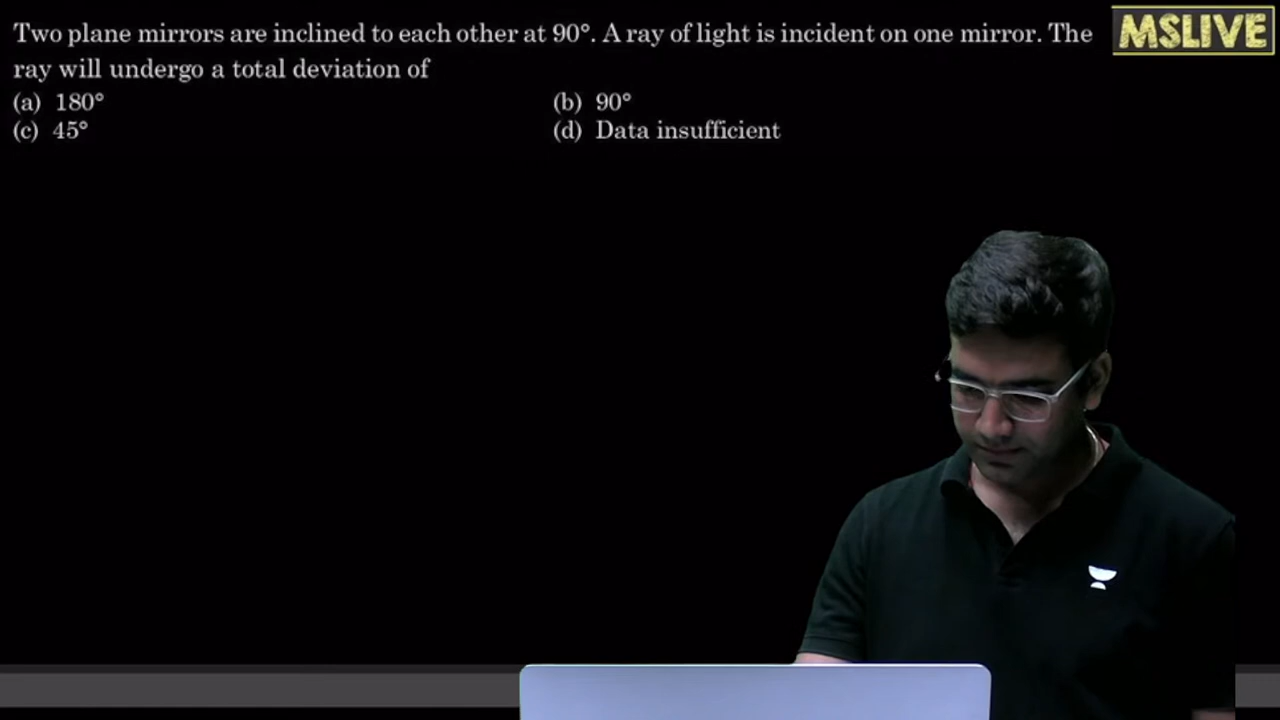 Two plane mirrors are inclined to each other at 90°. A ray of light is incident on one mirror. The
ray will undergo a total deviation of
(a) 180° (b) 90°
(c) 45° (d) Data insufficient
MSLIVE